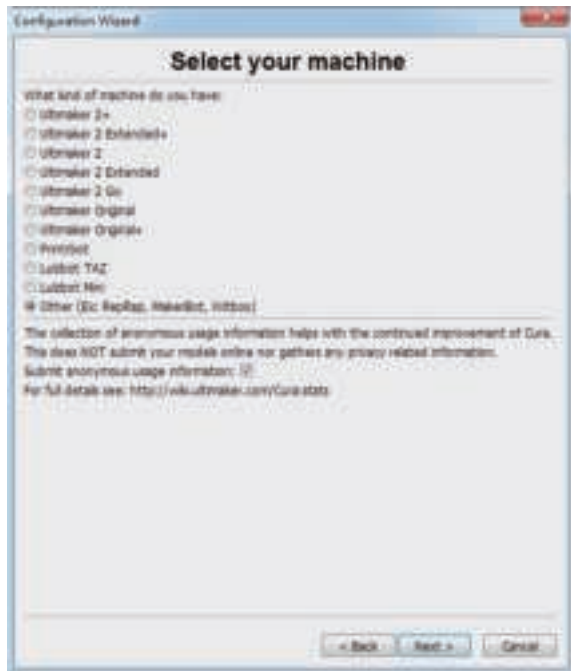 Configuration Wizard
Select your machine
What kind of machine do you have:
Ultimaker 2+
Ultimaker 2 Extended+
Ultimaker 2
Ultimaker 2 Extended
Ultimaker 2 Go
Ultimaker Original
Ultimaker Original+
Printrbot
Lulzbot TAZ
Lulzbot Mini
Other (Ex: RepRap, MakerBot, Witbox)
The collection of anonymous usage information helps with the continued improvement of Cura.
This does NOT submit your models online nor gathers any privacy related information.
Submit anonymous usage information:
For full details see: http://wiki.ultimaker.com/Cura:stats
< Back
Next >
Cancel